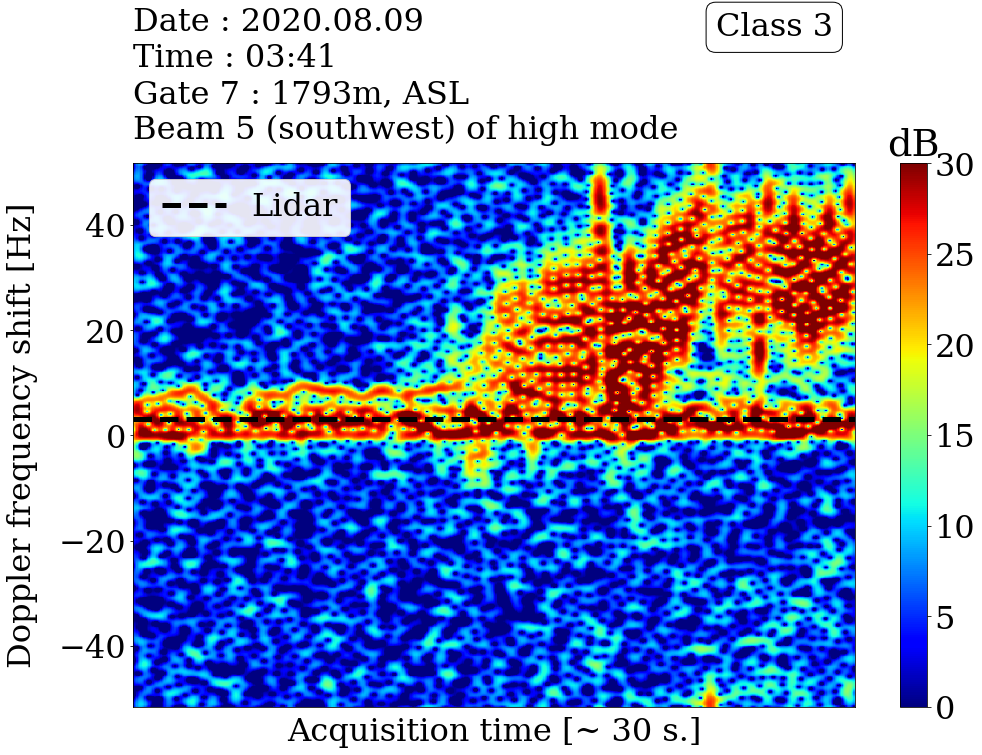 Date : 2020.08.09
Time : 03:41
Gate 7 : 1793m, ASL
Beam 5 (southwest) of high mode
Class 3
dB
Lidar
Doppler frequency shift [Hz]
40
20
0
−20
−40
Acquisition time [~ 30 s.]
30
25
20
15
10
5
0